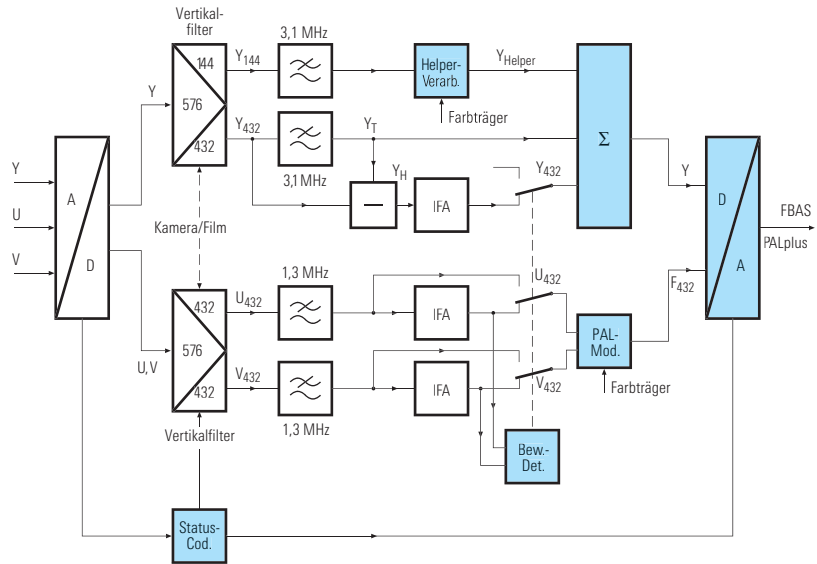 Vertikal-
filter
3,1 MHz
144
576
432
Y144
Y
Helper-
Verarb.
YHelper
Farbträger
Y432
YT
3,1 MHz
YH
Y432
IFA
Σ
Y
U
V
A
D
Kamera/Film
Y
D
A
FBAS
PALplus
F432
1,3 MHz
432
576
432
U432
IFA
U432
U,V
V432
IFA
V432
1,3 MHz
PAL-
Mod.
Farbträger
Vertikalfilter
Bew.-
Det.
Status-
Cod.